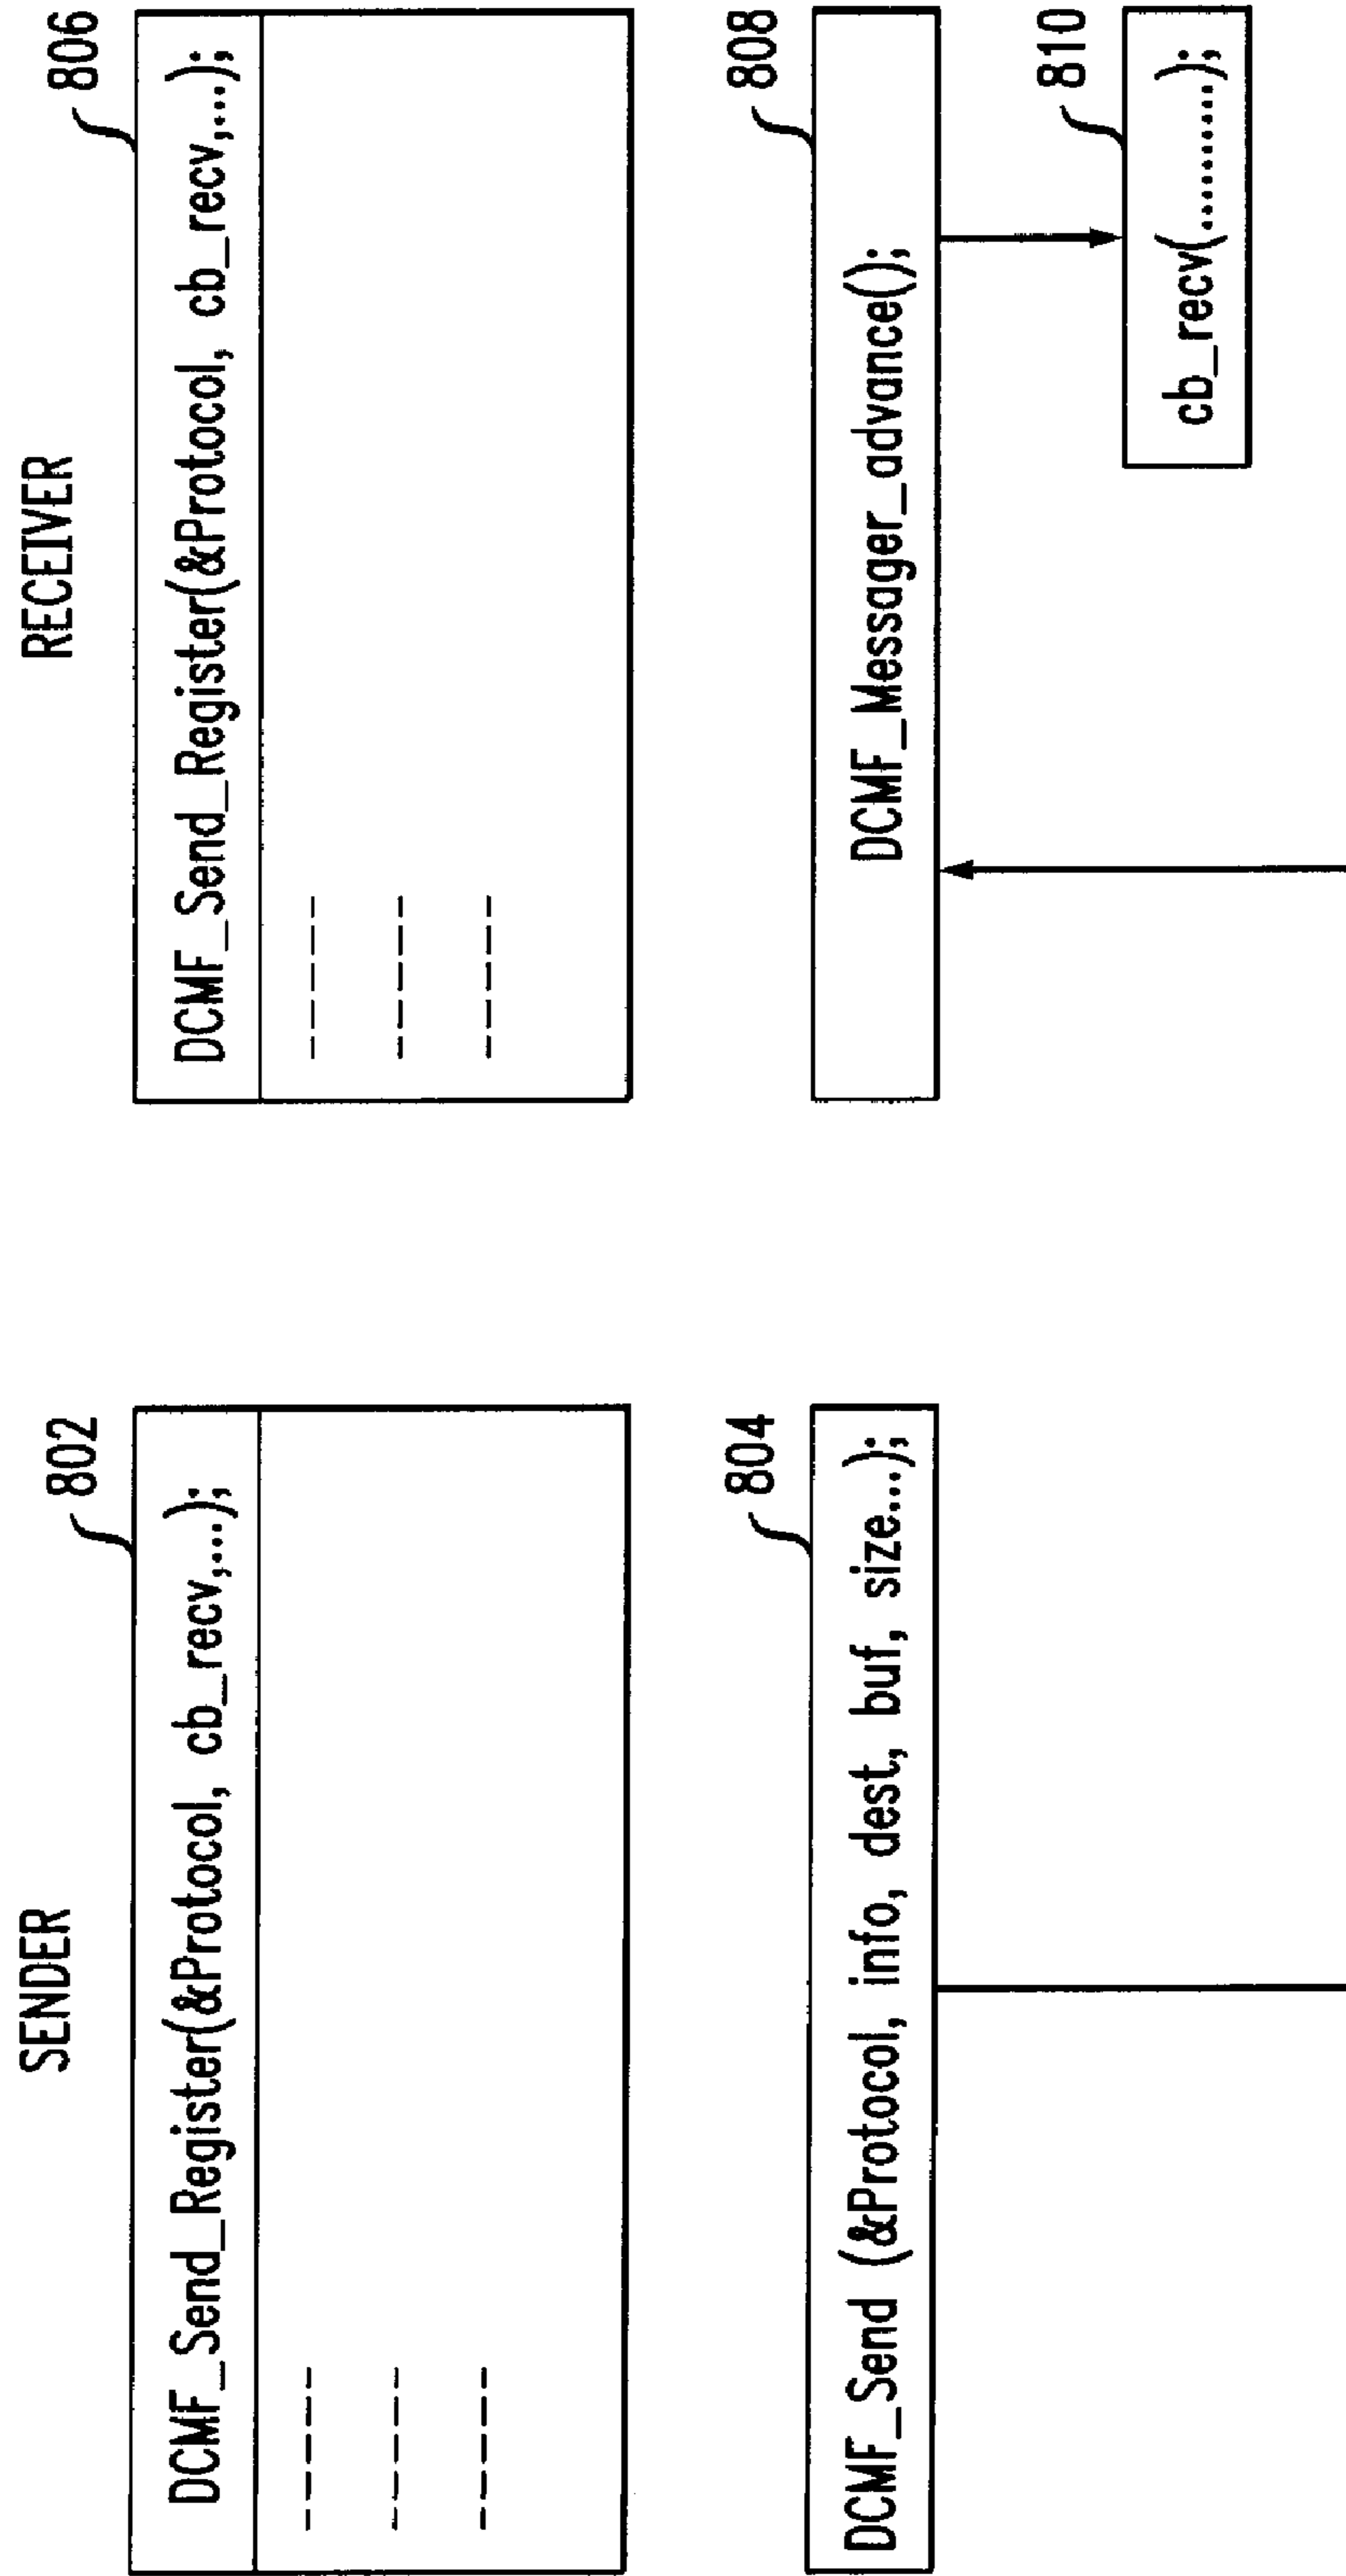 SENDER
802
DCMF_Send_Register(&Protocol, cb_recv,...);
804
DCMF_Send (&Protocol, info, dest, buf, size...);
RECEIVER
806
DCMF_Send_Register(&Protocol, cb_recv,...);
808
DCMF_Messager_advance();
810
cb_recv(..........);